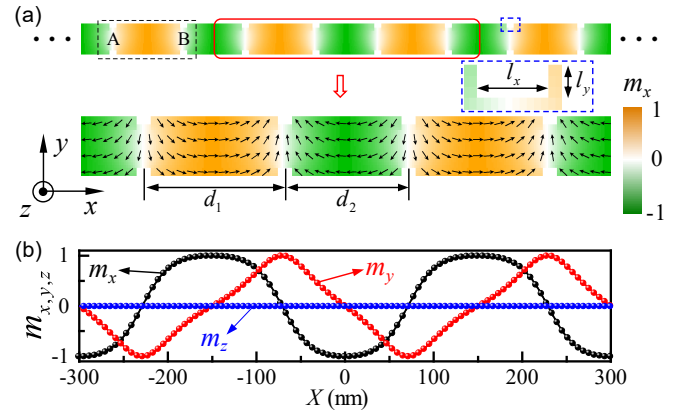 (a)
• • •
A
B
• • •
l_x
l_y
m_x
1
0
-1
y
z
x
d_1
d_2
(b)
m_{x,y,z}
1
0
-1
m_x
m_y
m_z
-300 -200 -100 0 100 200 300
X (nm)